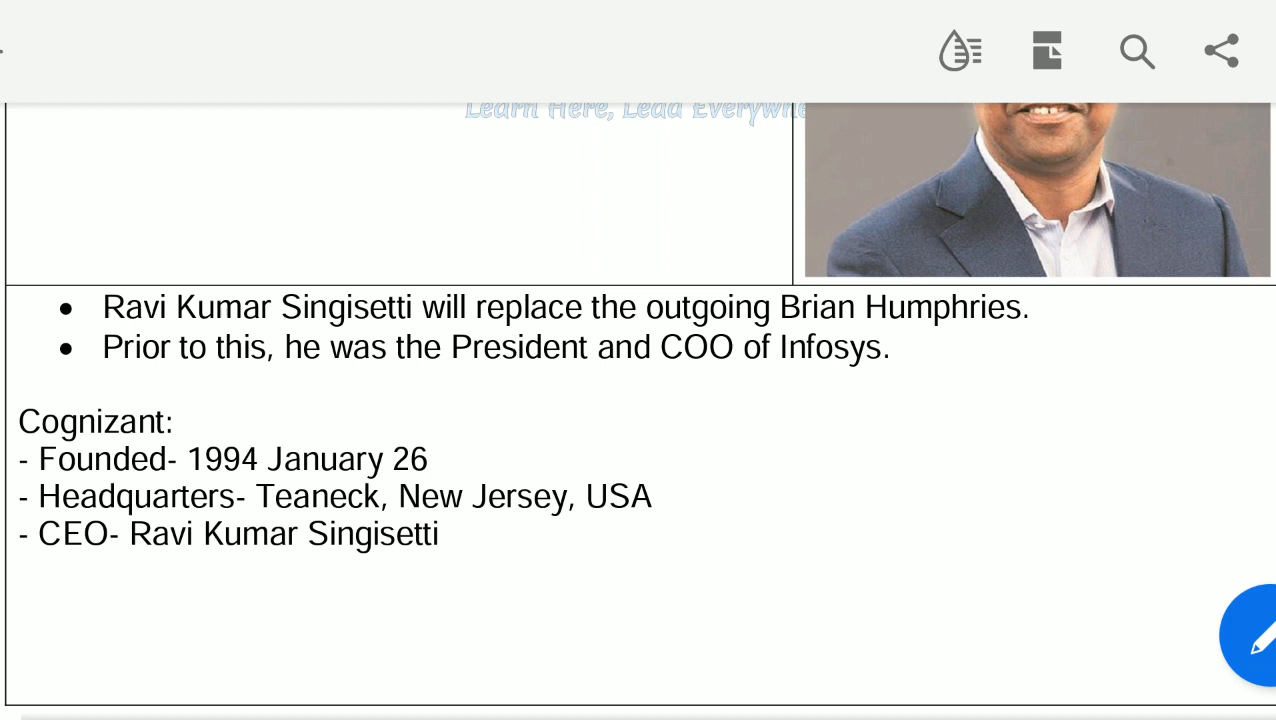 Learn Here, Lead Everywhe
• Ravi Kumar Singisetti will replace the outgoing Brian Humphries.
• Prior to this, he was the President and COO of Infosys.
Cognizant:
- Founded- 1994 January 26
- Headquarters- Teaneck, New Jersey, USA
- CEO- Ravi Kumar Singisetti